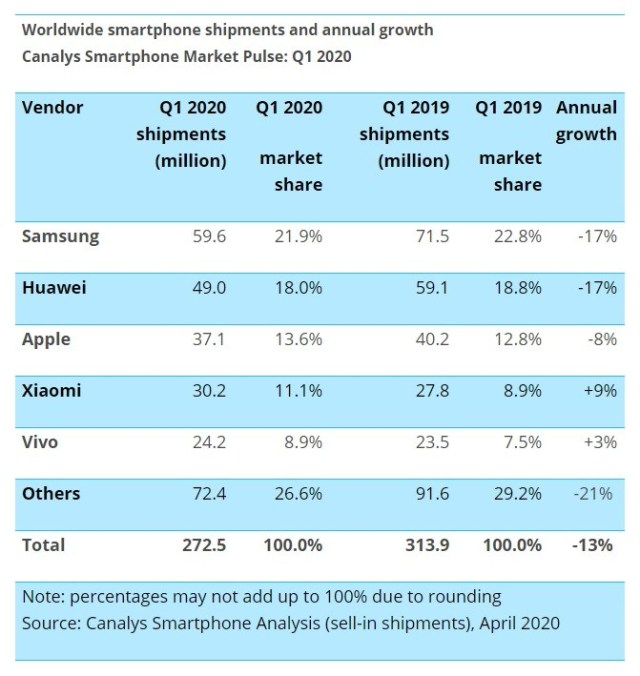 Worldwide smartphone shipments and annual growth
Canalys Smartphone Market Pulse: Q1 2020
Vendor Q1 2020 shipments (million) Q1 2020 market share Q1 2019 shipments (million) Q1 2019 market share Annual growth
Samsung 59.6 21.9% 71.5 22.8% -17%
Huawei 49.0 18.0% 59.1 18.8% -17%
Apple 37.1 13.6% 40.2 12.8% -8%
Xiaomi 30.2 11.1% 27.8 8.9% +9%
Vivo 24.2 8.9% 23.5 7.5% +3%
Others 72.4 26.6% 91.6 29.2% -21%
Total 272.5 100.0% 313.9 100.0% -13%
Note: percentages may not add up to 100% due to rounding
Source: Canalys Smartphone Analysis (sell-in shipments), April 2020